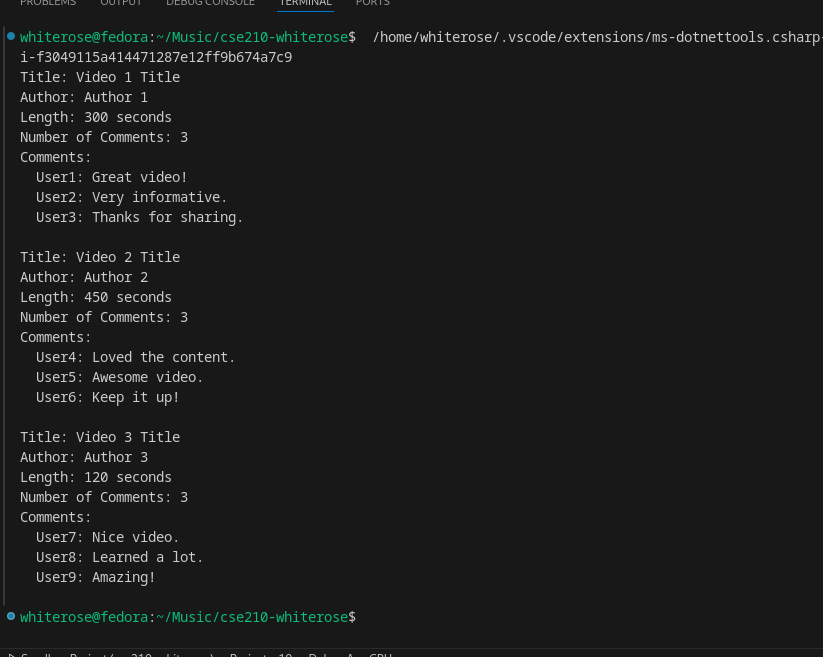 PROBLEMS OUTPUT DEBUG CONSOLE TERMINAL PORTS
whiterose@fedora:~/Music/cse210-whiterose$  /home/whiterose/.vscode/extensions/ms-dotnettools.csharp-
i-f3049115a414471287e12ff9b674a7c9
Title: Video 1 Title
Author: Author 1
Length: 300 seconds
Number of Comments: 3
Comments:
  User1: Great video!
  User2: Very informative.
  User3: Thanks for sharing.

Title: Video 2 Title
Author: Author 2
Length: 450 seconds
Number of Comments: 3
Comments:
  User4: Loved the content.
  User5: Awesome video.
  User6: Keep it up!

Title: Video 3 Title
Author: Author 3
Length: 120 seconds
Number of Comments: 3
Comments:
  User7: Nice video.
  User8: Learned a lot.
  User9: Amazing!

whiterose@fedora:~/Music/cse210-whiterose$